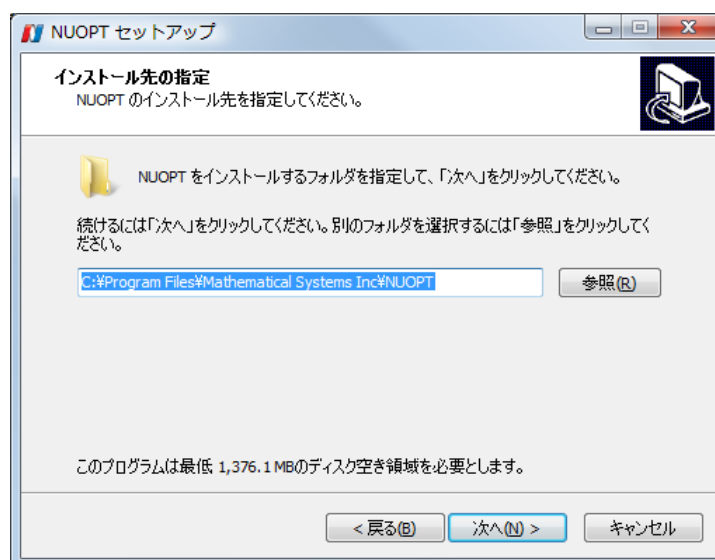 NUOPT セットアップ
インストール先の指定
NUOPT のインストール先を指定してください。
NUOPT をインストールするフォルダを指定して、「次へ」をクリックしてください。
続けるには「次へ」をクリックしてください。別のフォルダを選択するには「参照」をクリックしてく
ださい。
C:¥Program Files¥Mathematical Systems Inc¥NUOPT
参照(R)
このプログラムは最低 1,376.1 MBのディスク空き領域を必要とします。
< 戻る(B)
次へ(N) >
キャンセル